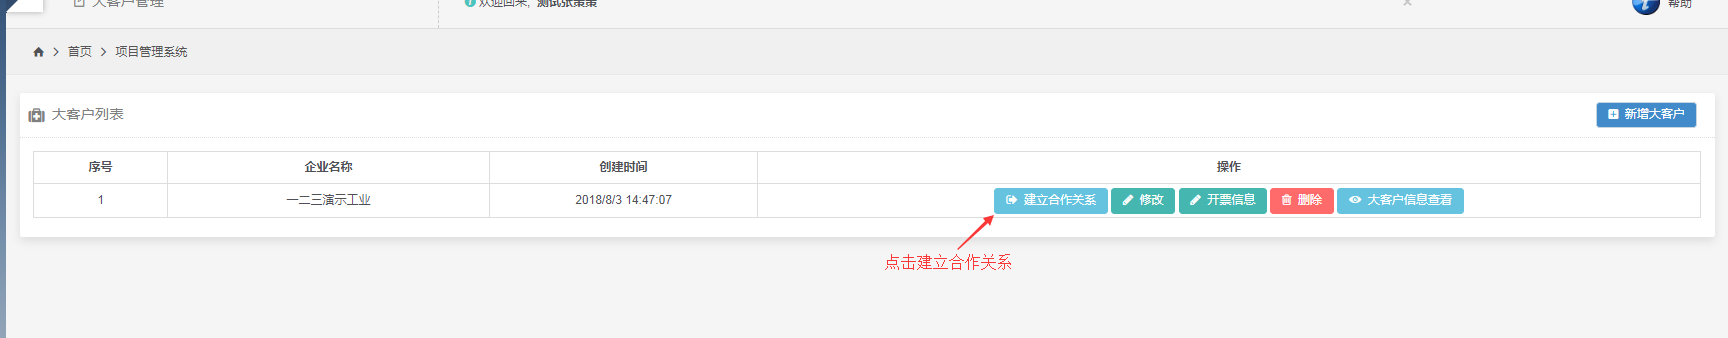 大客户管理
欢迎回来, 测试张策策
帮助
首页 > 项目管理系统
大客户列表
新增大客户
序号 企业名称 创建时间 操作
1 一二三演示工业 2018/8/3 14:47:07 建立合作关系 修改 开票信息 删除 大客户信息查看
点击建立合作关系